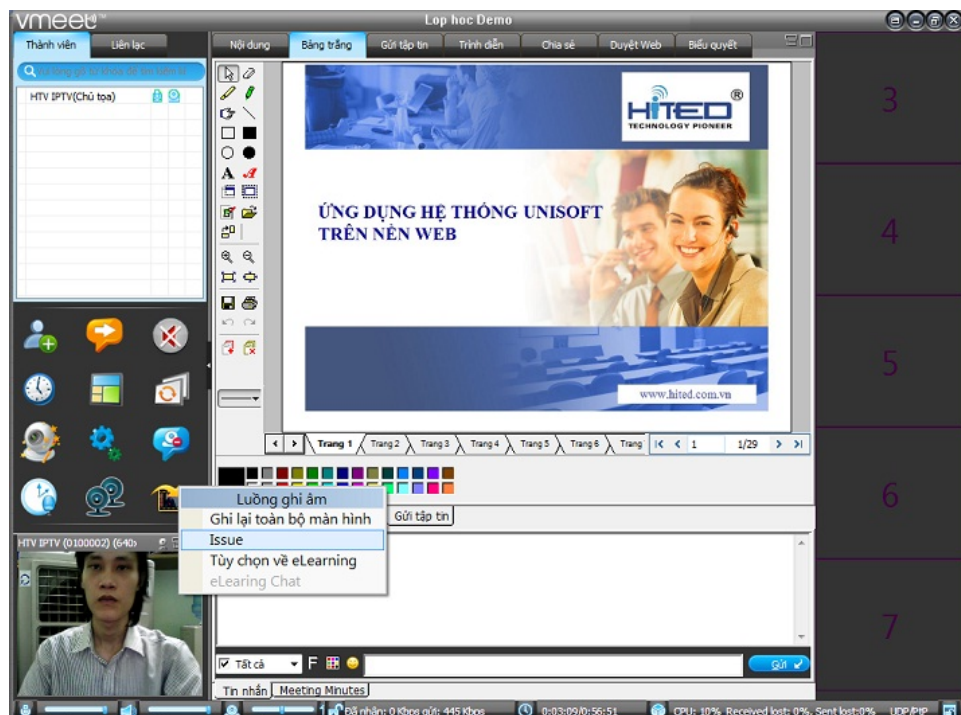 vmeet
Lop hoc Demo
Thành viên
Liên lạc
Nội dung
Bảng trắng
Gửi tập tin
Trình diễn
Chia sẻ
Duyệt Web
Biểu quyết
HTV IPTV(Chủ tọa)
HITED ®
TECHNOLOGY PIONEER
ỨNG DỤNG HỆ THỐNG UNISOFT
TRÊN NỀN WEB
www.hited.com.vn
Trang 1
Trang 2
Trang 3
Trang 4
Trang 5
Trang 6
Trang
1
1/29
Luồng ghi âm
Ghi lại toàn bộ màn hình
Issue
Tùy chọn về eLearning
eLearing Chat
Gửi tập tin
HTV IPTV (0100002) (640x
Tất cả
F
Gửi
Tin nhắn
Meeting Minutes
Đã nhận: 0 Kbps gửi: 445 Kbps
0:03:09/0:56:51
CPU: 10% Received lost: 0%, Sent lost:0%
UDP/PtP
3
4
5
6
7